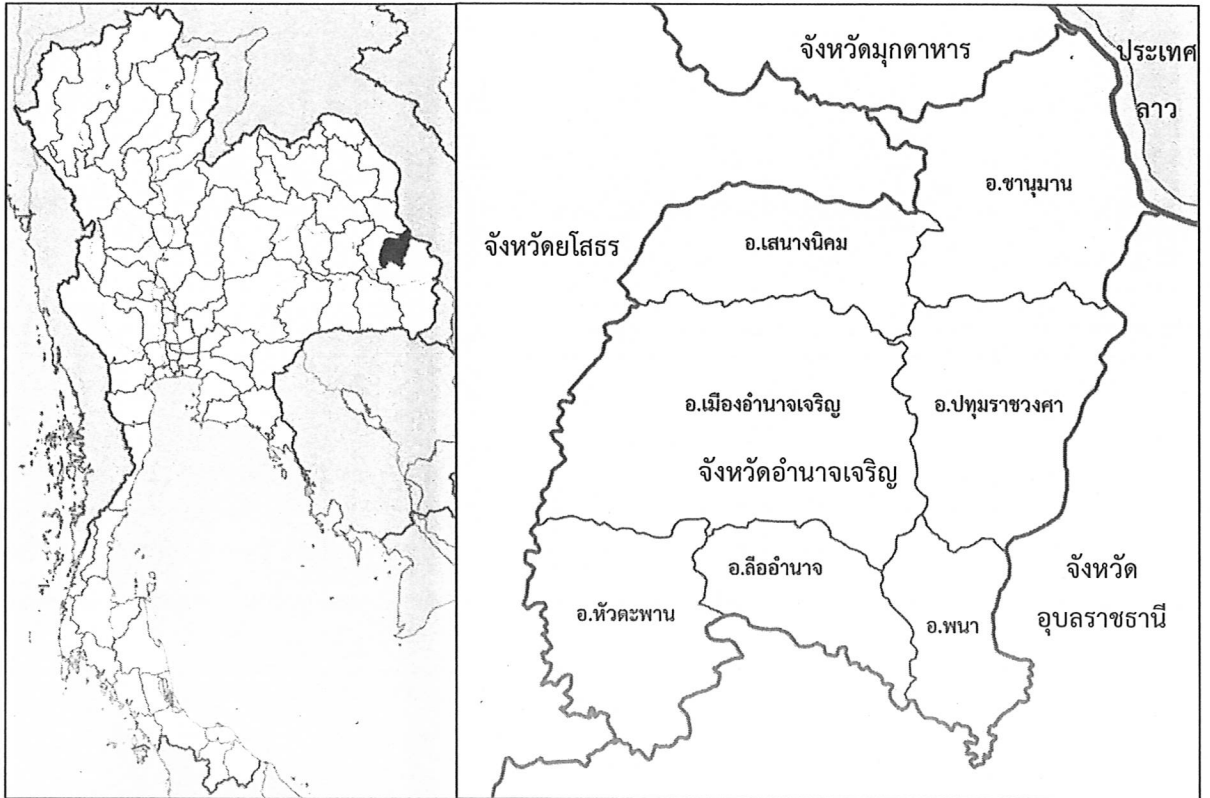 จังหวัดมุกดาหาร
ประเทศ
ลาว
อ.ชานุมาน
จังหวัดยโสธร
อ.เสนางนิคม
อ.เมืองอำนาจเจริญ
อ.ปทุมราชวงศา
จังหวัดอำนาจเจริญ
อ.ลืออำนาจ
จังหวัด
อุบลราชธานี
อ.หัวตะพาน
อ.พนา